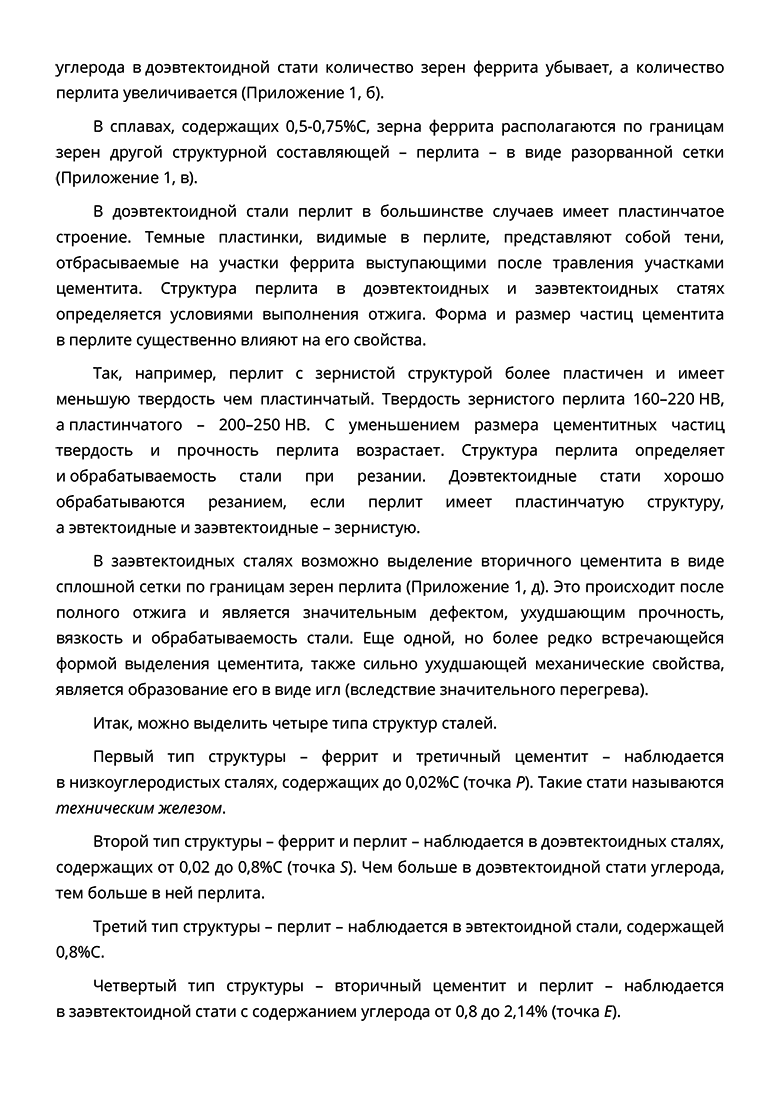 углерода в доэвтектоидной стати количество зерен феррита убывает, а количество
перлита увеличивается (Приложение 1, б).
В сплавах, содержащих 0,5-0,75%С, зерна феррита располагаются по границам
зерен другой структурной составляющей – перлита – в виде разорванной сетки
(Приложение 1, в).
В доэвтектоидной стали перлит в большинстве случаев имеет пластинчатое
строение. Темные пластинки, видимые в перлите, представляют собой тени,
отбрасываемые на участки феррита выступающими после травления участками
цементита. Структура перлита в доэвтектоидных и заэвтектоидных статях
определяется условиями выполнения отжига. Форма и размер частиц цементита
в перлите существенно влияют на его свойства.
Так, например, перлит с зернистой структурой более пластичен и имеет
меньшую твердость чем пластинчатый. Твердость зернистого перлита 160–220 НВ,
а пластинчатого – 200–250 НВ. С уменьшением размера цементитных частиц
твердость и прочность перлита возрастает. Структура перлита определяет
и обрабатываемость стали при резании. Доэвтектоидные стати хорошо
обрабатываются резанием, если перлит имеет пластинчатую структуру,
а эвтектоидные и заэвтектоидные – зернистую.
В заэвтектоидных сталях возможно выделение вторичного цементита в виде
сплошной сетки по границам зерен перлита (Приложение 1, д). Это происходит после
полного отжига и является значительным дефектом, ухудшающим прочность,
вязкость и обрабатываемость стали. Еще одной, но более редко встречающейся
формой выделения цементита, также сильно ухудшающей механические свойства,
является образование его в виде игл (вследствие значительного перегрева).
Итак, можно выделить четыре типа структур сталей.
Первый тип структуры – феррит и третичный цементит – наблюдается
в низкоуглеродистых сталях, содержащих до 0,02%С (точка P). Такие стати называются
техническим железом.
Второй тип структуры – феррит и перлит – наблюдается в доэвтектоидных сталях,
содержащих от 0,02 до 0,8%С (точка S). Чем больше в доэвтектоидной стати углерода,
тем больше в ней перлита.
Третий тип структуры – перлит – наблюдается в эвтектоидной стали, содержащей
0,8%С.
Четвертый тип структуры – вторичный цементит и перлит – наблюдается
в заэвтектоидной стати с содержанием углерода от 0,8 до 2,14% (точка E).